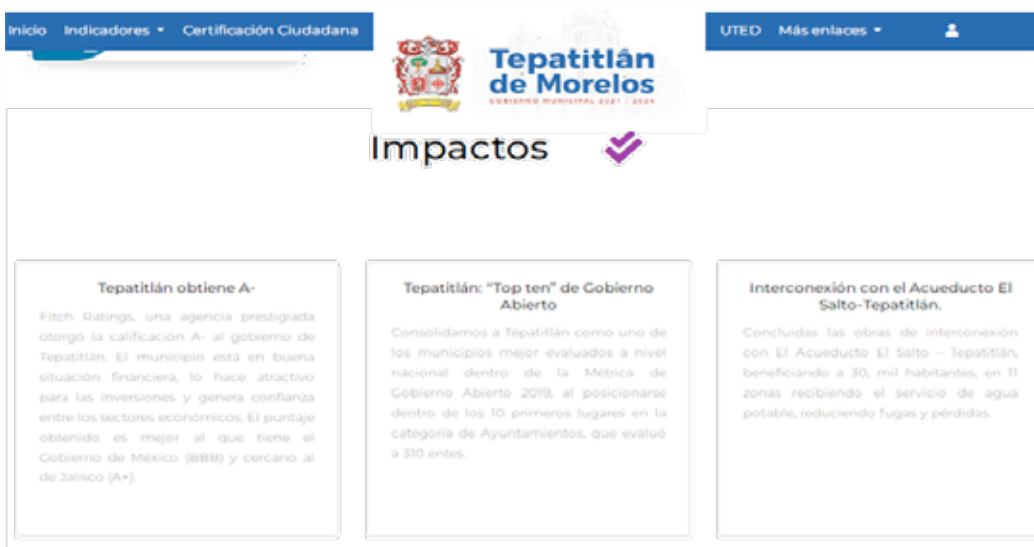 Inicio Indicadores Certificación Ciudadana
UTED Más enlaces
Tepatitlán
de Morelos
GOBIERNO MUNICIPAL 2021 - 2024
Impactos
Tepatitlán obtiene A-
Fitch Ratings, una agencia prestigiada
otorgó la calificación A- al gobierno de
Tepatitlán. El municipio está en buena
situación financiera, lo hace atractivo
para las inversiones y genera confianza
entre los sectores económicos. El puntaje
obtenido es mejor al que tiene el
Gobierno de México (BBB) y cercano al
de Jalisco (A+).
Tepatitlán: “Top ten” de Gobierno
Abierto
Consolidamos a Tepatitlán como uno de
los municipios mejor evaluados a nivel
nacional dentro de la Métrica de
Gobierno Abierto 2019, al posicionarse
dentro de los 10 primeros lugares en la
categoría de Ayuntamientos, que evaluó
a 310 entes.
Interconexión con el Acueducto El
Salto-Tepatitlán.
Concluidas las obras de interconexión
con El Acueducto El Salto – Tepatitlán,
beneficiando a 30, mil habitantes, en 11
zonas recibiendo el servicio de agua
potable, reduciendo fugas y pérdidas.